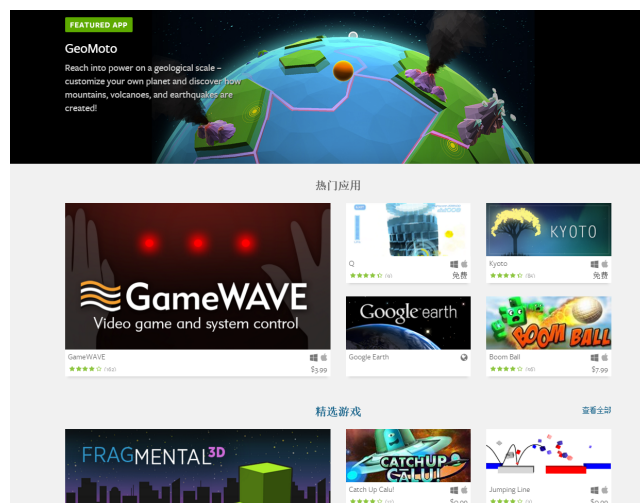 FEATURED APP
GeoMoto
Reach into power on a geological scale –
customize your own planet and discover how
mountains, volcanoes, and earthquakes are
created!
热门应用
GameWAVE
Video game and system control
GameWAVE
(162)
$3.99
Q
免费
KYOTO
Kyoto
免费
Google earth
Google Earth
BOOM BALL
Boom Ball
$7.99
精选游戏
查看全部
FRAGMENTAL3D
CATCH UP
CALU!
Catch Up Calu!
Jumping Line